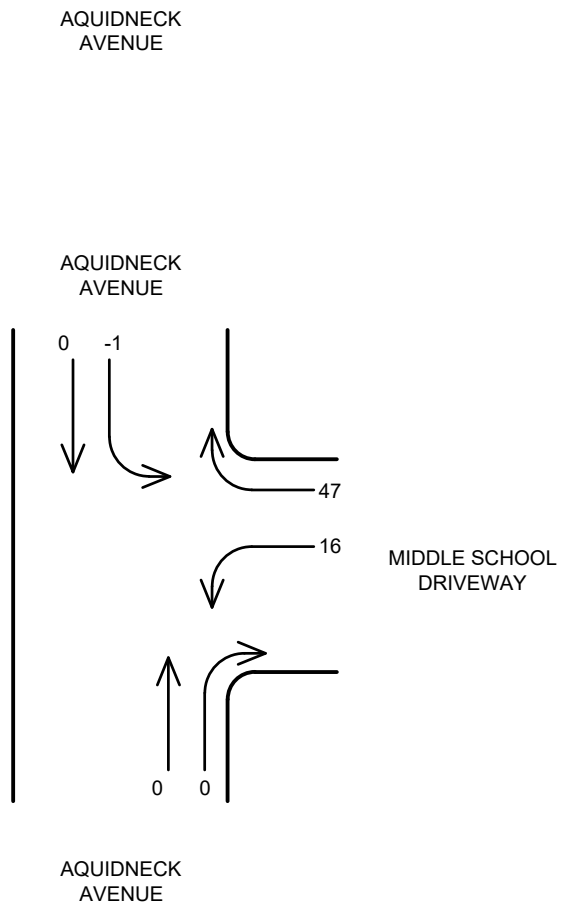 AQUIDNECK
AVENUE
AQUIDNECK
AVENUE
0 -1
47
16
MIDDLE SCHOOL
DRIVEWAY
0 0
AQUIDNECK
AVENUE